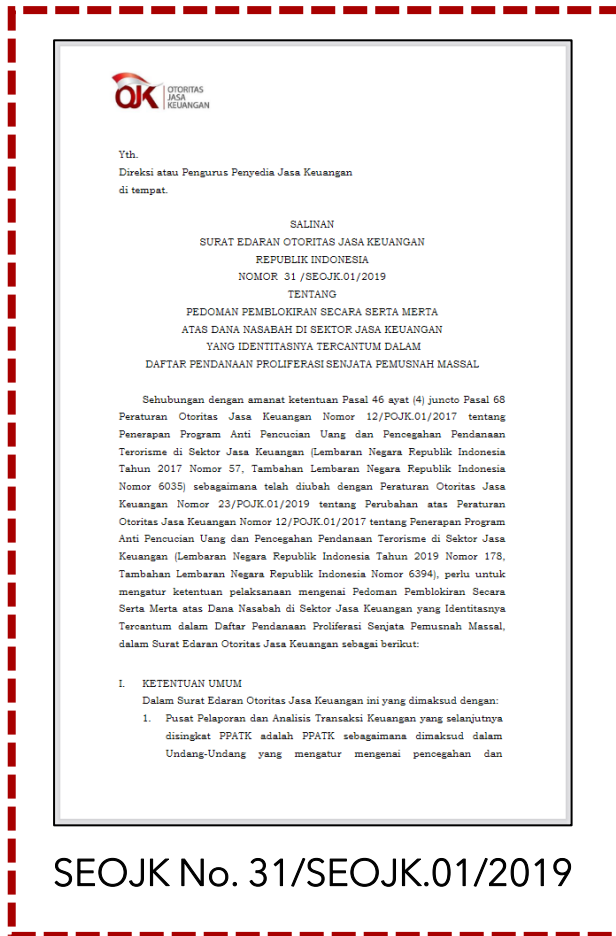 OJK OTORITAS
JASA
KEUANGAN
Yth.
Direksi atau Pengurus Penyedia Jasa Keuangan
di tempat.
SALINAN
SURAT EDARAN OTORITAS JASA KEUANGAN
REPUBLIK INDONESIA
NOMOR 31 /SEOJK.01/2019
TENTANG
PEDOMAN PEMBLOKIRAN SECARA SERTA MERTA
ATAS DANA NASABAH DI SEKTOR JASA KEUANGAN
YANG IDENTITASNYA TERCANTUM DALAM
DAFTAR PENDANAAN PROLIFERASI SENJATA PEMUSNAH MASSAL
Sehubungan dengan amanat ketentuan Pasal 46 ayat (4) juncto Pasal 68
Peraturan Otoritas Jasa Keuangan Nomor 12/POJK.01/2017 tentang
Penerapan Program Anti Pencucian Uang dan Pencegahan Pendanaan
Terorisme di Sektor Jasa Keuangan (Lembaran Negara Republik Indonesia
Tahun 2017 Nomor 57, Tambahan Lembaran Negara Republik Indonesia
Nomor 6035) sebagaimana telah diubah dengan Peraturan Otoritas Jasa
Keuangan Nomor 23/POJK.01/2019 tentang Perubahan atas Peraturan
Otoritas Jasa Keuangan Nomor 12/POJK.01/2017 tentang Penerapan Program
Anti Pencucian Uang dan Pencegahan Pendanaan Terorisme di Sektor Jasa
Keuangan (Lembaran Negara Republik Indonesia Tahun 2019 Nomor 178,
Tambahan Lembaran Negara Republik Indonesia Nomor 6394), perlu untuk
mengatur ketentuan pelaksanaan mengenai Pedoman Pemblokiran Secara
Serta Merta atas Dana Nasabah di Sektor Jasa Keuangan yang Identitasnya
Tercantum dalam Daftar Pendanaan Proliferasi Senjata Pemusnah Massal,
dalam Surat Edaran Otoritas Jasa Keuangan sebagai berikut:
I. KETENTUAN UMUM
Dalam Surat Edaran Otoritas Jasa Keuangan ini yang dimaksud dengan:
1. Pusat Pelaporan dan Analisis Transaksi Keuangan yang selanjutnya
disingkat PPATK adalah PPATK sebagaimana dimaksud dalam
Undang-Undang yang mengatur mengenai pencegahan dan
SEOJK No. 31/SEOJK.01/2019